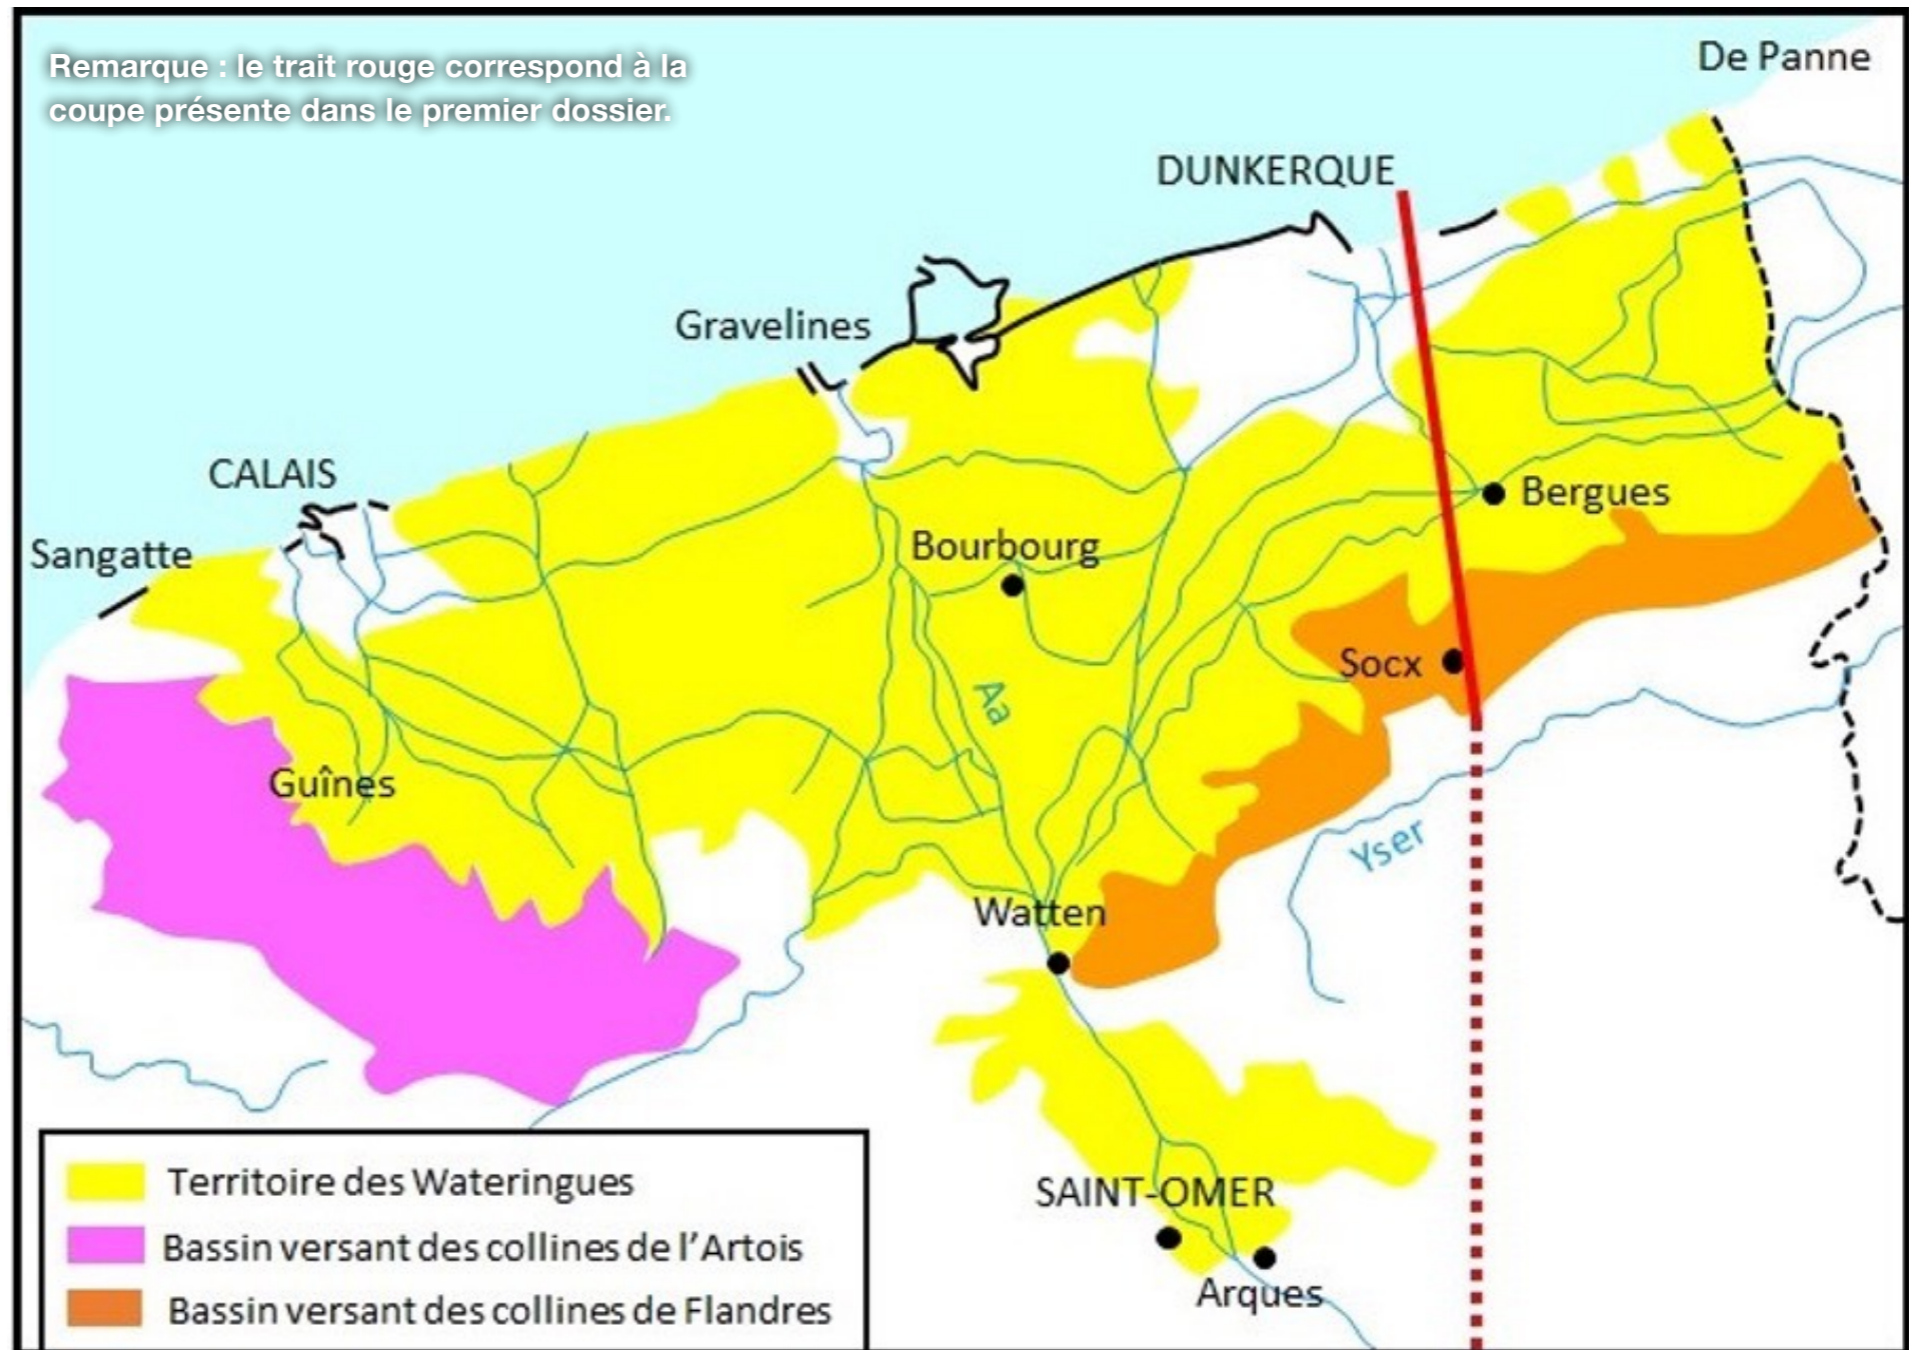 Remarque : le trait rouge correspond à la
coupe présente dans le premier dossier.
De Panne
DUNKERQUE
Gravelines
CALAIS
Sangatte
Bergues
Bourbourg
Socx
Aa
Guînes
Yser
Watten
SAINT-OMER
Arques
Territoire des Wateringues
Bassin versant des collines de l'Artois
Bassin versant des collines de Flandres